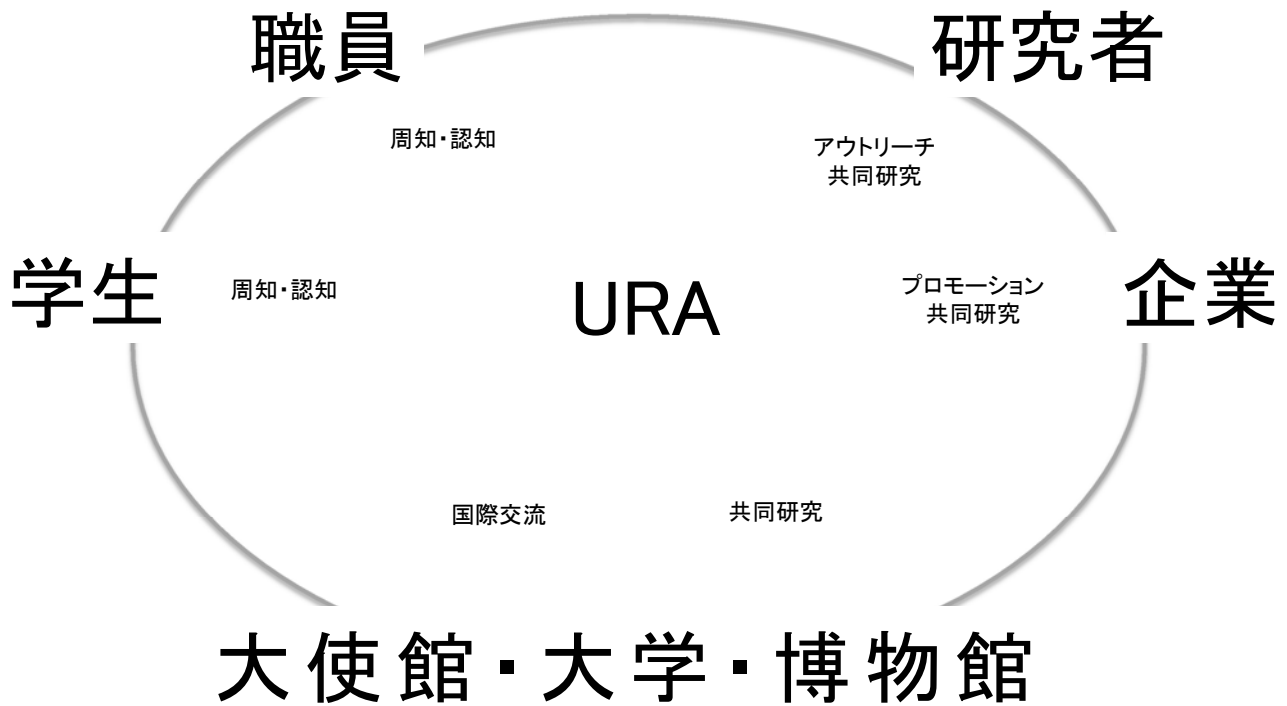 職員
研究者
周知・認知
アウトリーチ
共同研究
学生
周知・認知
URA
プロモーション
共同研究
企業
国際交流
共同研究
大使館・大学・博物館